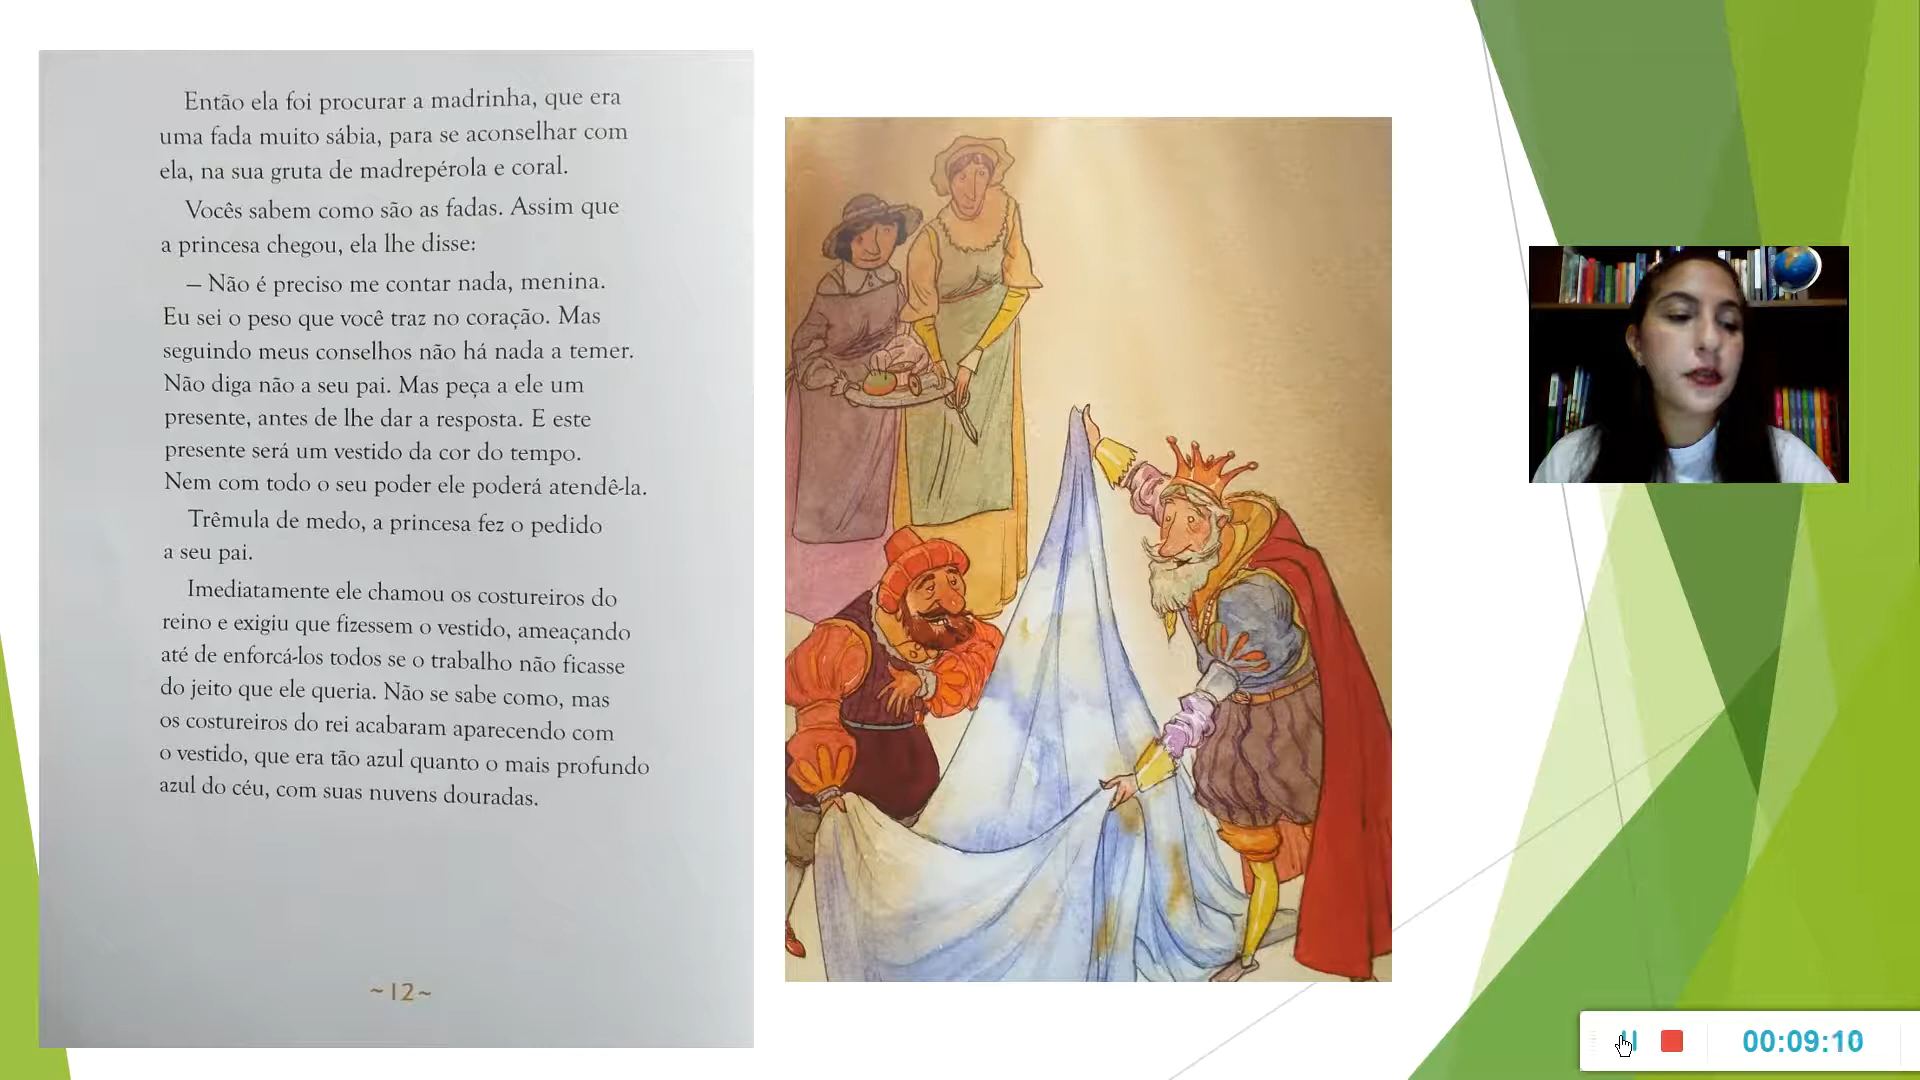 Então ela foi procurar a madrinha, que era
uma fada muito sábia, para se aconselhar com
ela, na sua gruta de madrepérola e coral.
Vocês sabem como são as fadas. Assim que
a princesa chegou, ela lhe disse:
– Não é preciso me contar nada, menina.
Eu sei o peso que você traz no coração. Mas
seguindo meus conselhos não há nada a temer.
Não diga não a seu pai. Mas peça a ele um
presente, antes de lhe dar a resposta. E este
presente será um vestido da cor do tempo.
Nem com todo o seu poder ele poderá atendê-la.
Trêmula de medo, a princesa fez o pedido
a seu pai.
Imediatamente ele chamou os costureiros do
reino e exigiu que fizessem o vestido, ameaçando
até de enforcá-los todos se o trabalho não ficasse
do jeito que ele queria. Não se sabe como, mas
os costureiros do rei acabaram aparecendo com
o vestido, que era tão azul quanto o mais profundo
azul do céu, com suas nuvens douradas.
~12~
00:09:10